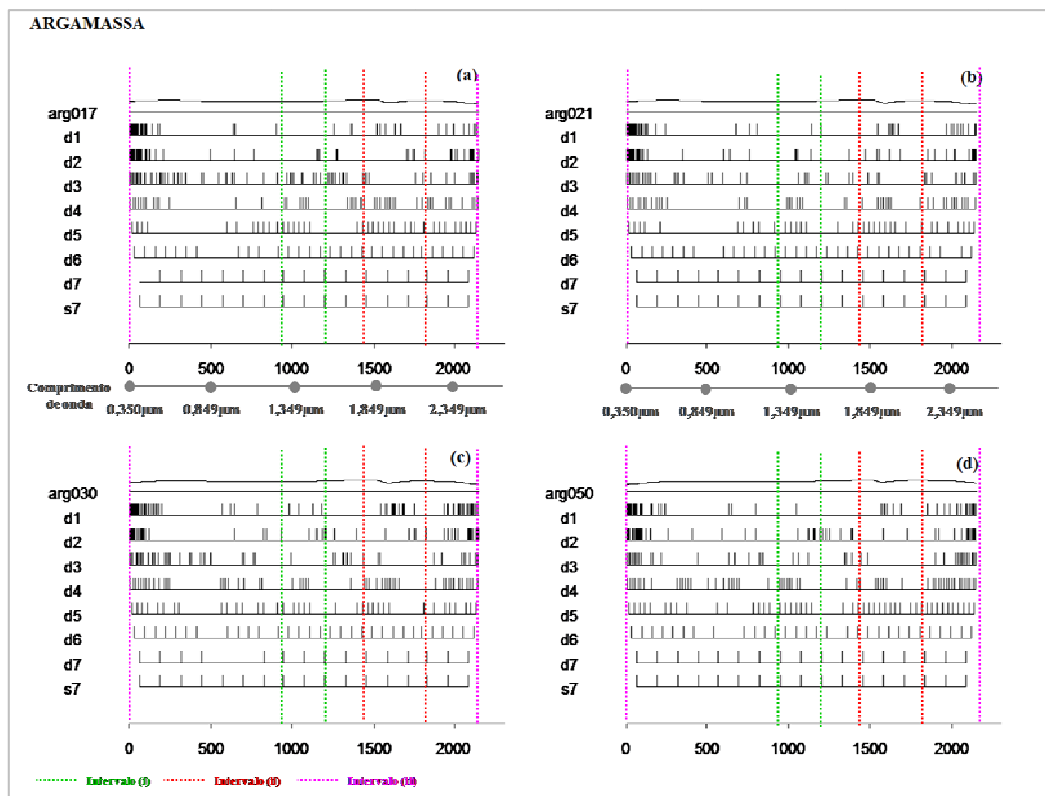 ARGAMASSA
(a)
arg017
d1
d2
d3
d4
d5
d6
d7
s7
0 500 1000 1500 2000
(b)
arg021
d1
d2
d3
d4
d5
d6
d7
s7
0 500 1000 1500 2000
Comprimento
de onda
0,350µm 0,849µm 1,349µm 1,849µm 2,349µm
0,350µm 0,849µm 1,349µm 1,849µm 2,349µm
(c)
arg030
d1
d2
d3
d4
d5
d6
d7
s7
0 500 1000 1500 2000
(d)
arg050
d1
d2
d3
d4
d5
d6
d7
s7
0 500 1000 1500 2000
Intervalo (I) Intervalo (II) Intervalo (III)